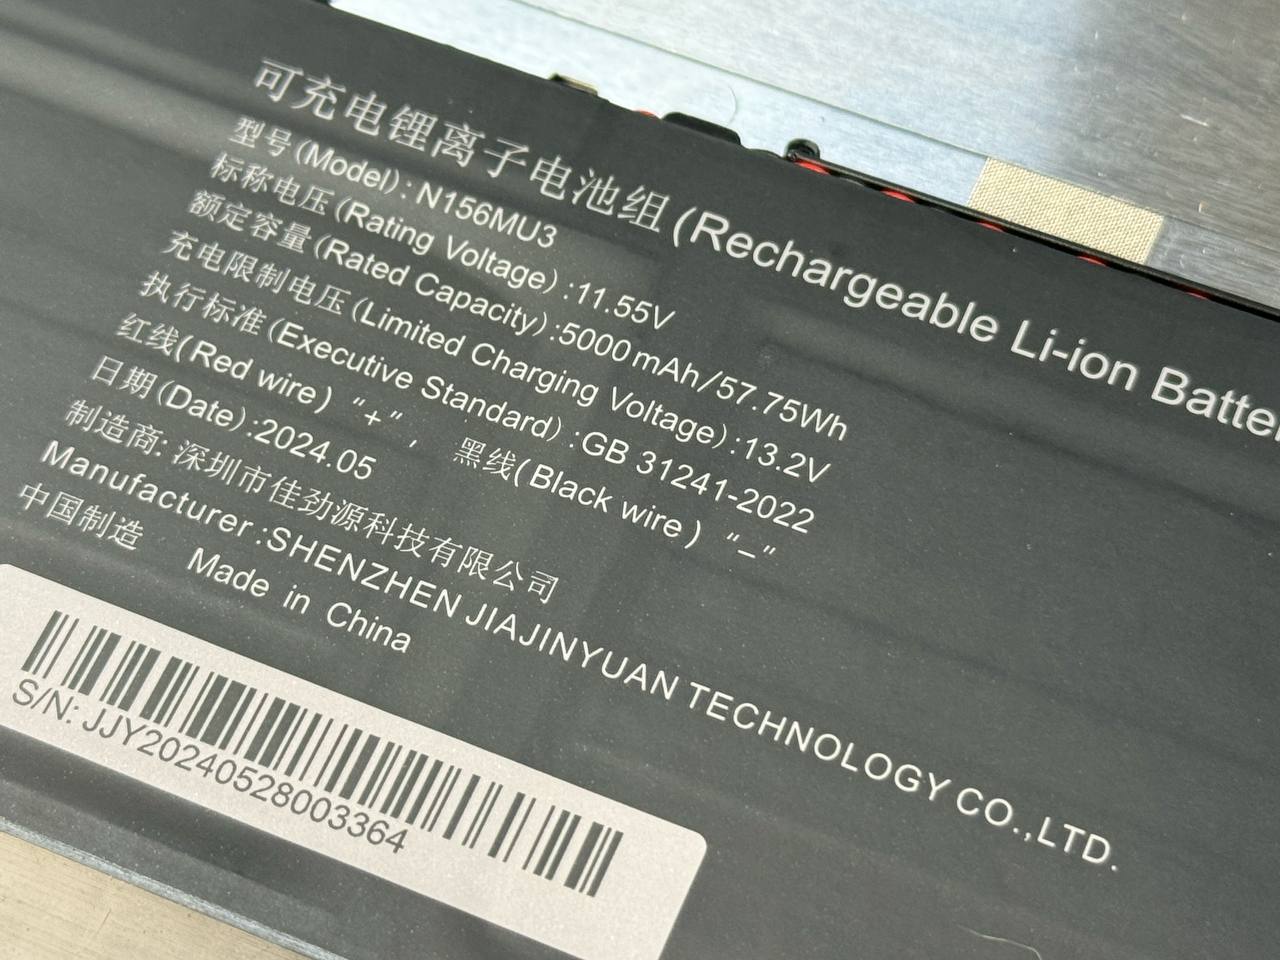 可充电锂离子电池组(Rechargeable Li-ion Batte
型号(Model):N156MU3
标称电压(Rating Voltage):11.55V
额定容量(Rated Capacity):5000mAh/57.75Wh
充电限制电压(Limited Charging Voltage):13.2V
执行标准(Executive Standard):GB 31241-2022
红线(Red wire) “+”, 黑线(Black wire) “−”
日期(Date):2024.05
制造商: 深圳市佳劲源科技有限公司
Manufacturer:SHENZHEN JIAJINYUAN TECHNOLOGY CO.,LTD.
中国制造 Made in China
S/N: JJY20240528003364